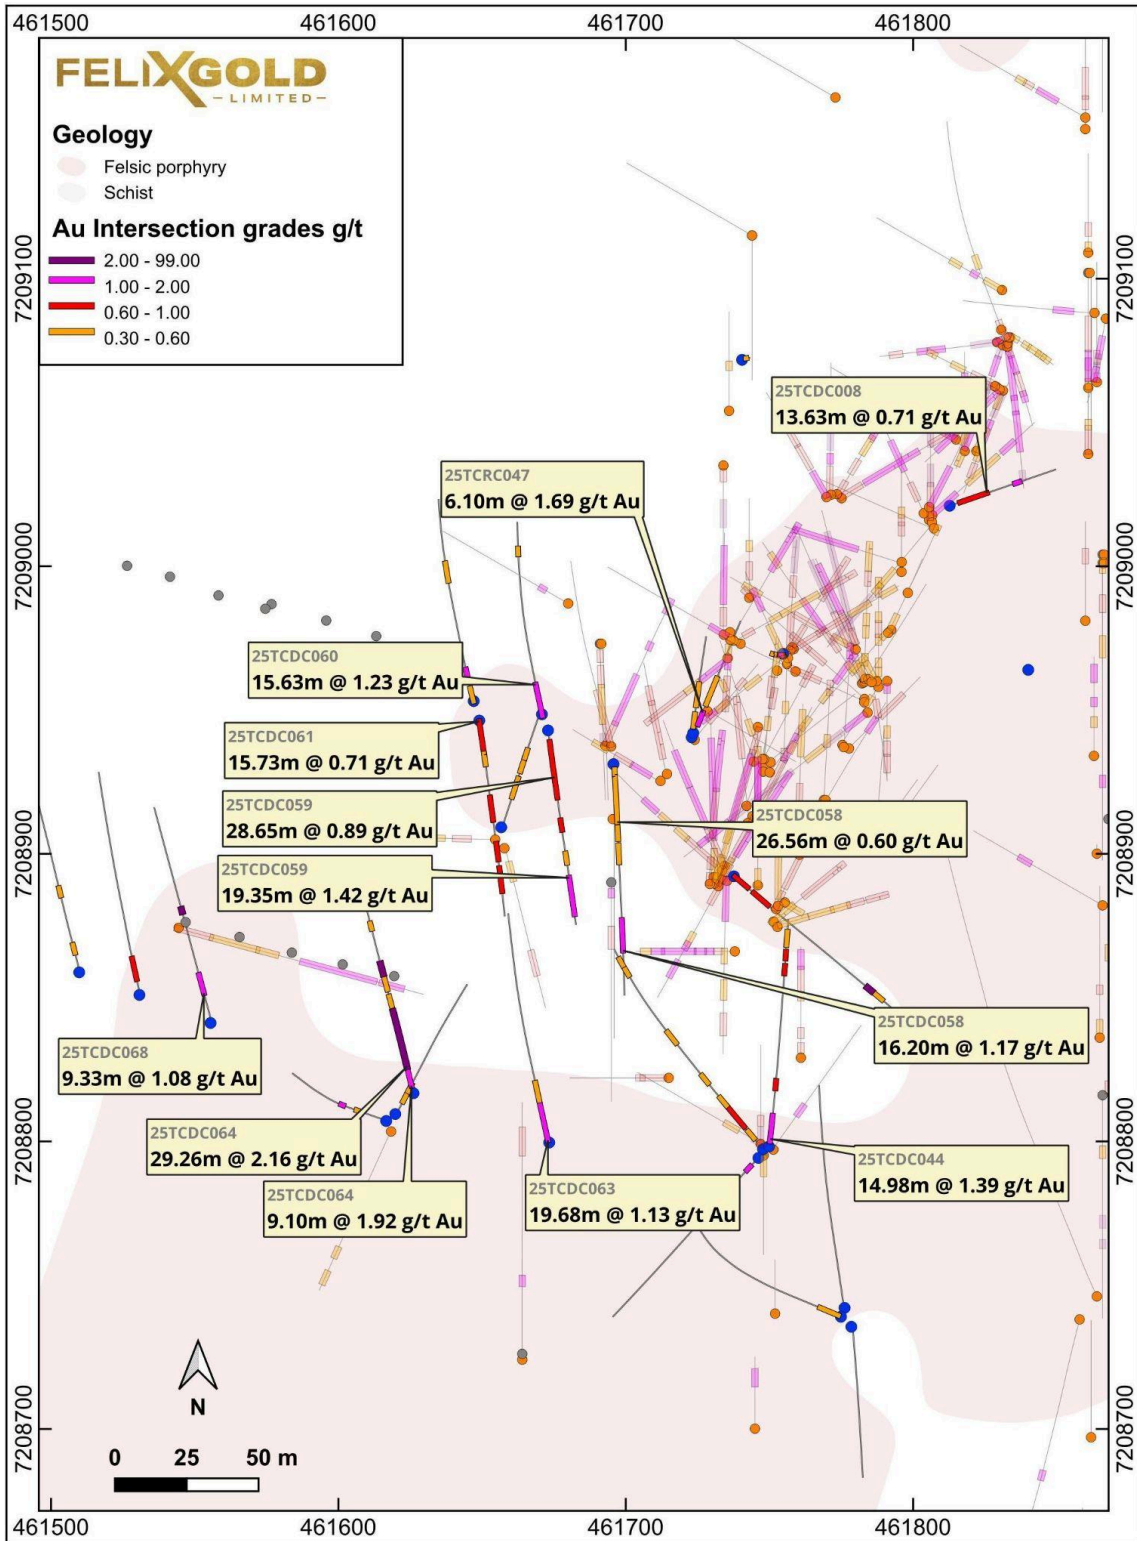 461500 461600 461700 461800
FELIXGOLD
LIMITED
Geology
Felsic porphyry
Schist
Au Intersection grades g/t
2.00 - 99.00
1.00 - 2.00
0.60 - 1.00
0.30 - 0.60
7209100 7209100
25TCDC008
13.63m @ 0.71 g/t Au
25TCRC047
6.10m @ 1.69 g/t Au
7209000 7209000
25TCDC060
15.63m @ 1.23 g/t Au
25TCDC061
15.73m @ 0.71 g/t Au
25TCDC059
28.65m @ 0.89 g/t Au
25TCDC058
26.56m @ 0.60 g/t Au
7208900 7208900
25TCDC059
19.35m @ 1.42 g/t Au
25TCDC058
16.20m @ 1.17 g/t Au
25TCDC068
9.33m @ 1.08 g/t Au
7208800 7208800
25TCDC064
29.26m @ 2.16 g/t Au
25TCDC044
14.98m @ 1.39 g/t Au
25TCDC064
9.10m @ 1.92 g/t Au
25TCDC063
19.68m @ 1.13 g/t Au
7208700 7208700
N
0 25 50 m
461500 461600 461700 461800